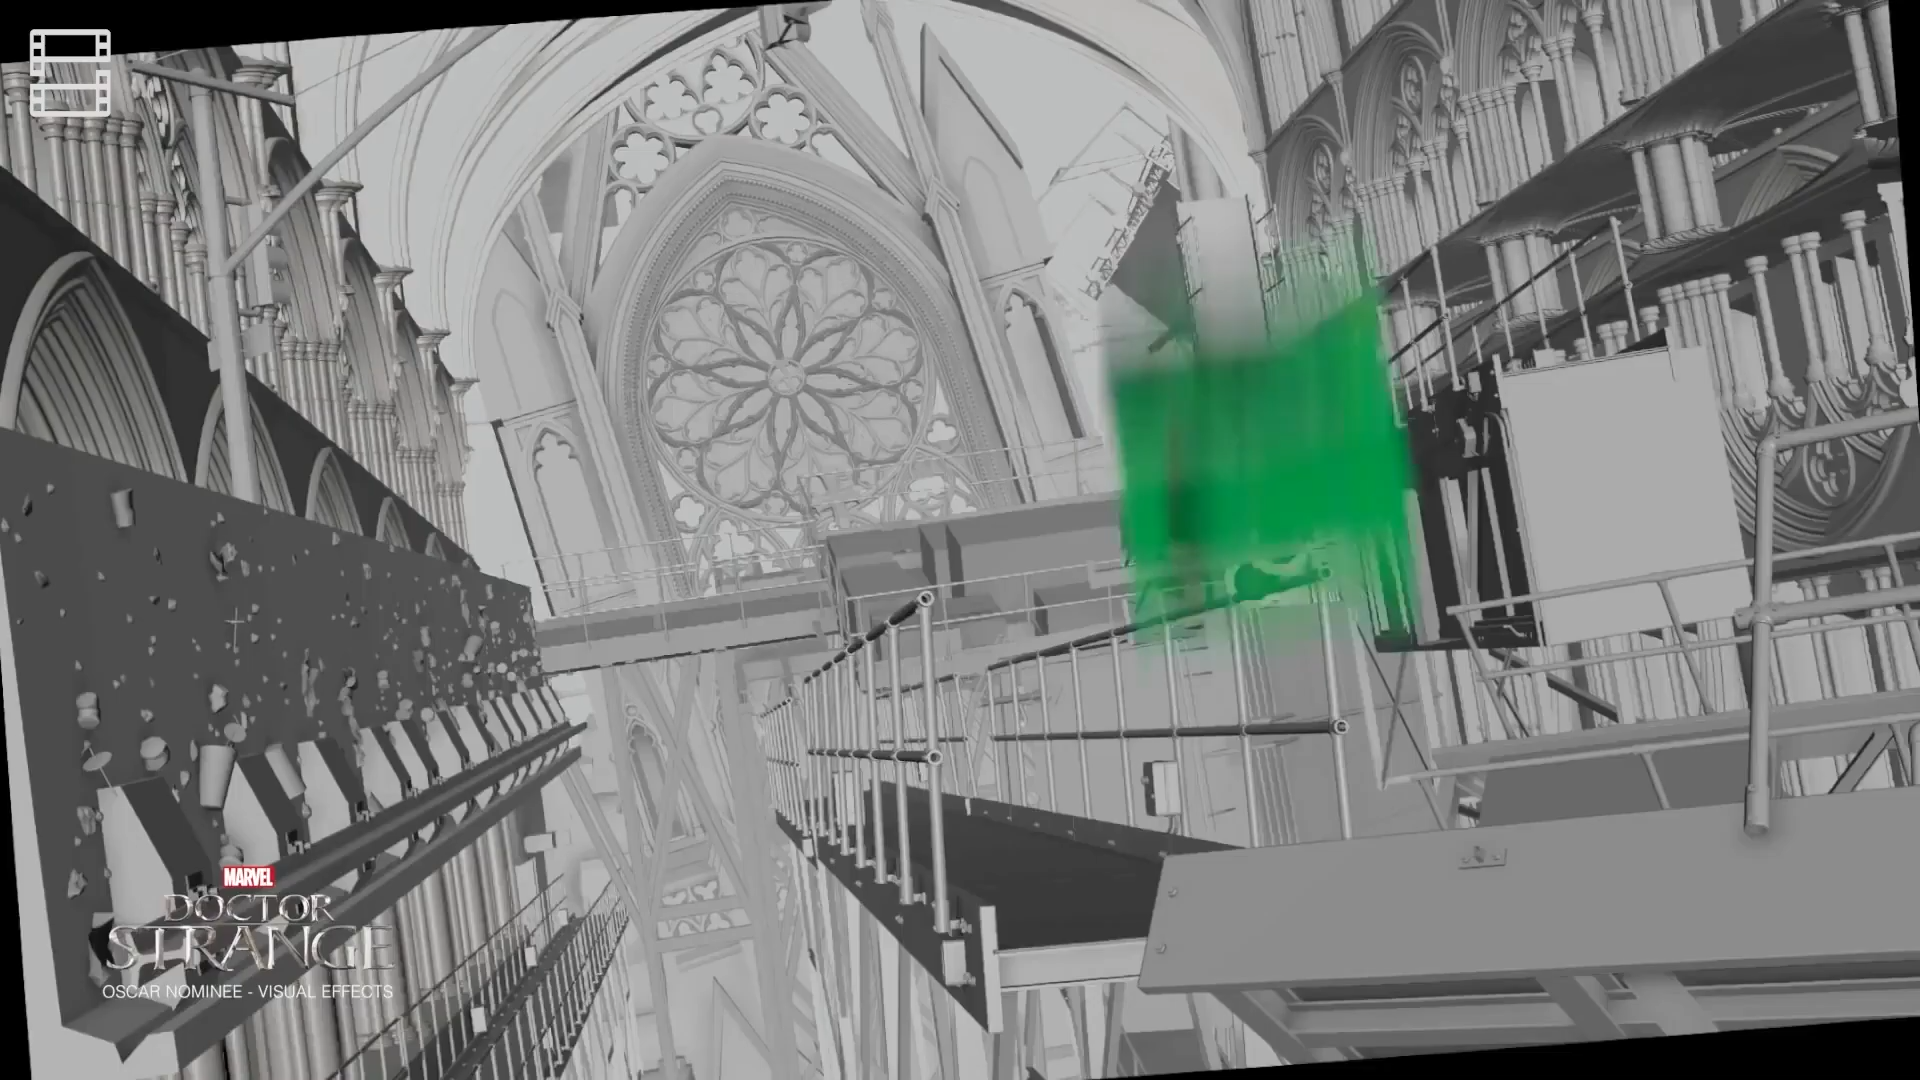 MARVEL
DOCTOR
STRANGE
OSCAR NOMINEE - VISUAL EFFECTS